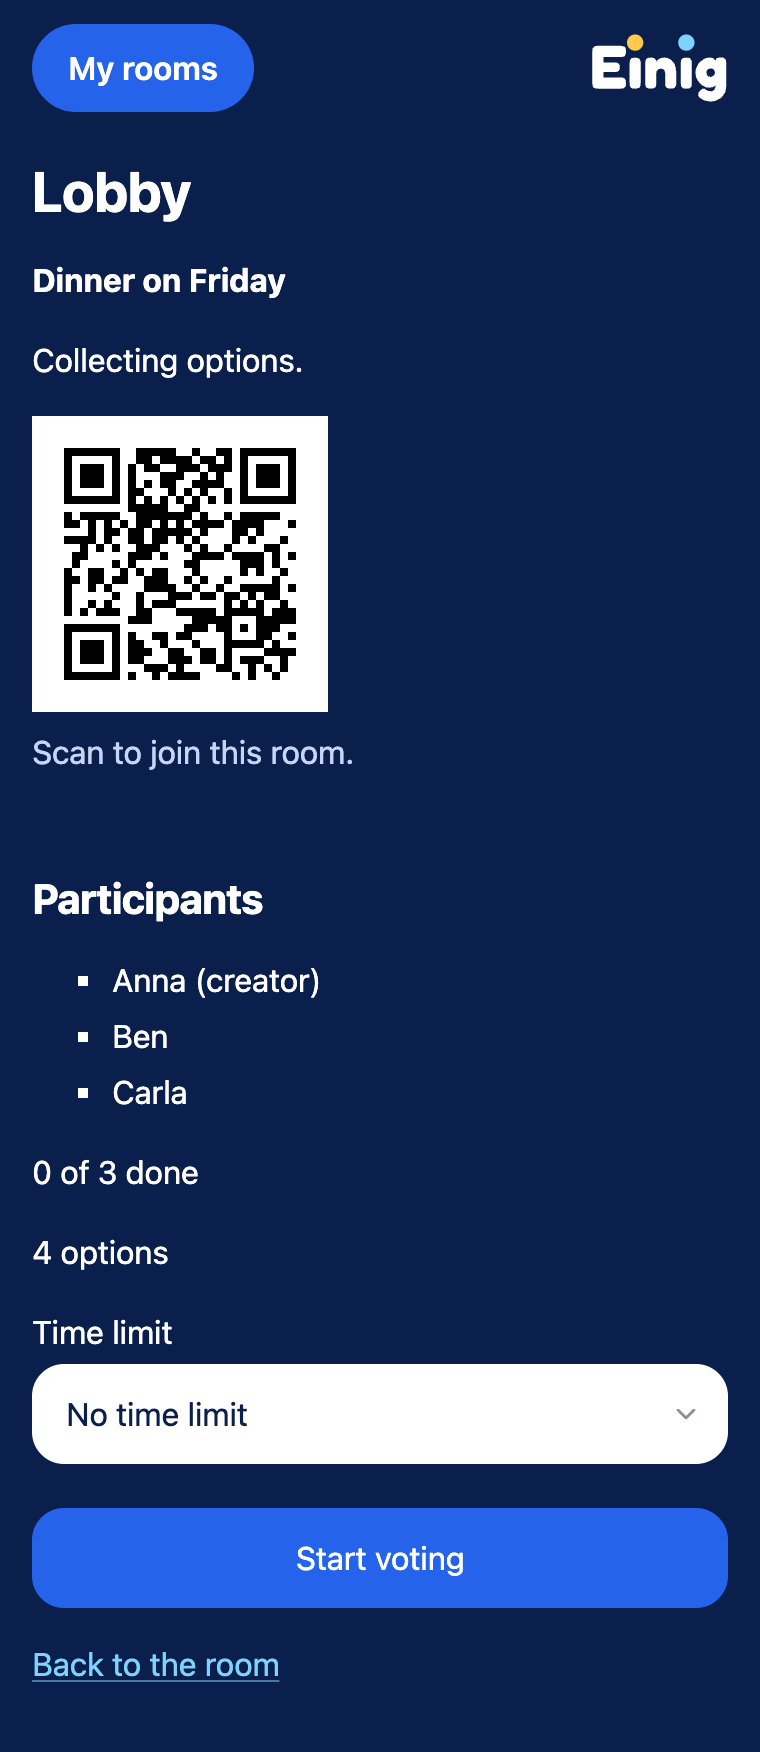 My rooms
Einig
Lobby
Dinner on Friday
Collecting options.
Scan to join this room.
Participants
Anna (creator)
Ben
Carla
0 of 3 done
4 options
Time limit
No time limit
Start voting
Back to the room